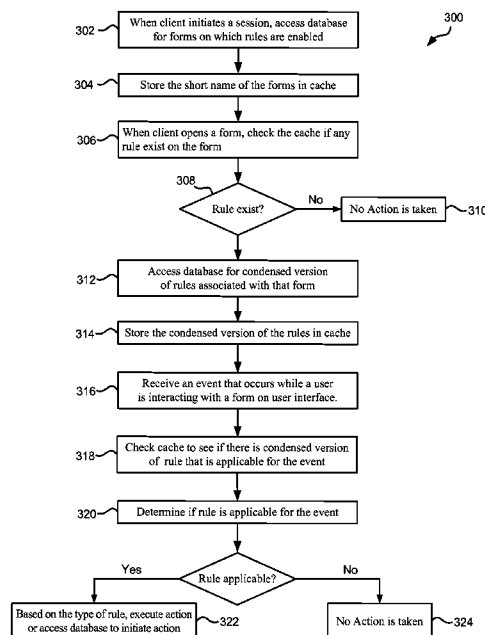 300
302
When client initiates a session, access database
for forms on which rules are enabled
304
Store the short name of the forms in cache
306
When client opens a form, check the cache if any
rule exist on the form
308
Rule exist?
No
No Action is taken
310
312
Access database for condensed version
of rules associated with that form
314
Store the condensed version of the rules in cache
316
Receive an event that occurs while a user
is interacting with a form on user interface.
318
Check cache to see if there is condensed version
of rule that is applicable for the event
320
Determine if rule is applicable for the event
Yes
Rule applicable?
No
Based on the type of rule, execute action
or access database to initiate action
322
No Action is taken
324